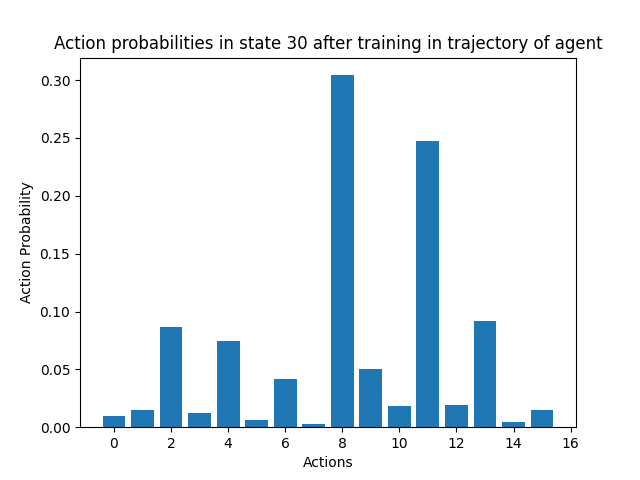 Action probabilities in state 30 after training in trajectory of agent
0.30
0.25
0.20
0.15
0.10
0.05
0.00
Action Probability
0 2 4 6 8 10 12 14 16
Actions